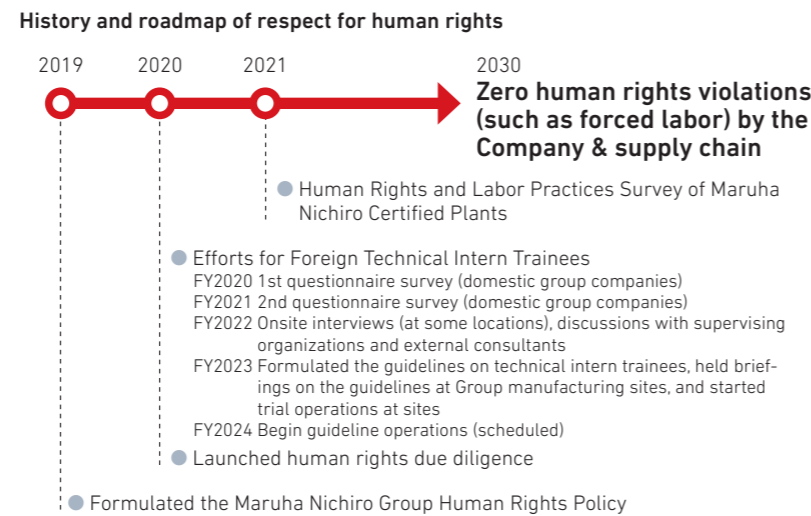 History and roadmap of respect for human rights
2019
2020
2021
2030
Zero human rights violations
(such as forced labor) by the
Company & supply chain
Human Rights and Labor Practices Survey of Maruha
Nichiro Certified Plants
Efforts for Foreign Technical Intern Trainees
FY2020 1st questionnaire survey (domestic group companies)
FY2021 2nd questionnaire survey (domestic group companies)
FY2022 Onsite interviews (at some locations), discussions with supervising
organizations and external consultants
FY2023 Formulated the guidelines on technical intern trainees, held brief-
ings on the guidelines at Group manufacturing sites, and started
trial operations at sites
FY2024 Begin guideline operations (scheduled)
Launched human rights due diligence
Formulated the Maruha Nichiro Group Human Rights Policy